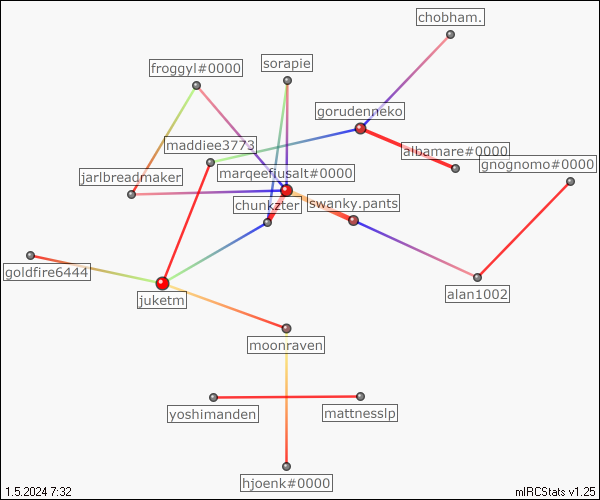 chobham.
sorapie
froggyl#0000
gorudenneko
maddiee3773
albamare#0000
gnognomo#0000
marqeefiusalt#0000
jarlbreadmaker
chunkzter
swanky.pants
goldfire6444
alan1002
juketm
moonraven
yoshimanden
mattnesslp
hjoenk#0000
1.5.2024 7:32
mIRCStats v1.25